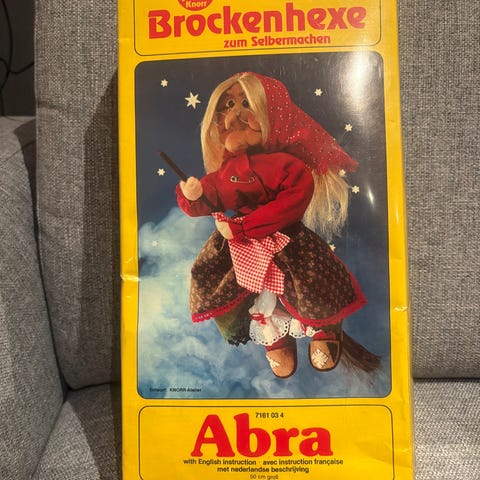 Knorr
Brockenhexe
zum Selbermachen
Entwurf: KNORR-Atelier
7161 03 4
Abra
with English instruction · avec instruction française
met nederlandse beschrijving
50 cm groß